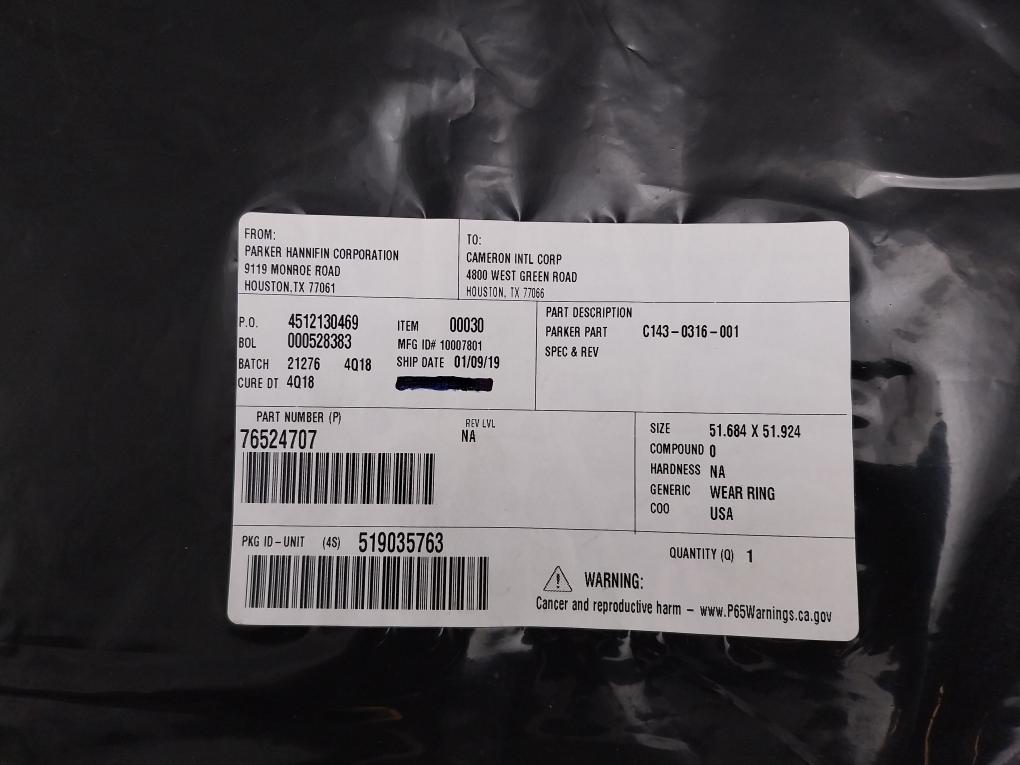 FROM:
PARKER HANNIFIN CORPORATION
9119 MONROE ROAD
HOUSTON,TX 77061
TO:
CAMERON INTL CORP
4800 WEST GREEN ROAD
HOUSTON, TX 77066
P.O. 4512130469 ITEM 00030
BOL 000528383 MFG ID# 10007801
BATCH 21276 4Q18 SHIP DATE 01/09/19
CURE DT 4Q18
PART DESCRIPTION
PARKER PART C143-0316-001
SPEC & REV
PART NUMBER (P) REV LVL
76524707 NA
SIZE 51.684 X 51.924
COMPOUND 0
HARDNESS NA
GENERIC WEAR RING
COO USA
PKG ID-UNIT (4S) 519035763
QUANTITY (Q) 1
WARNING:
Cancer and reproductive harm - www.P65Warnings.ca.gov